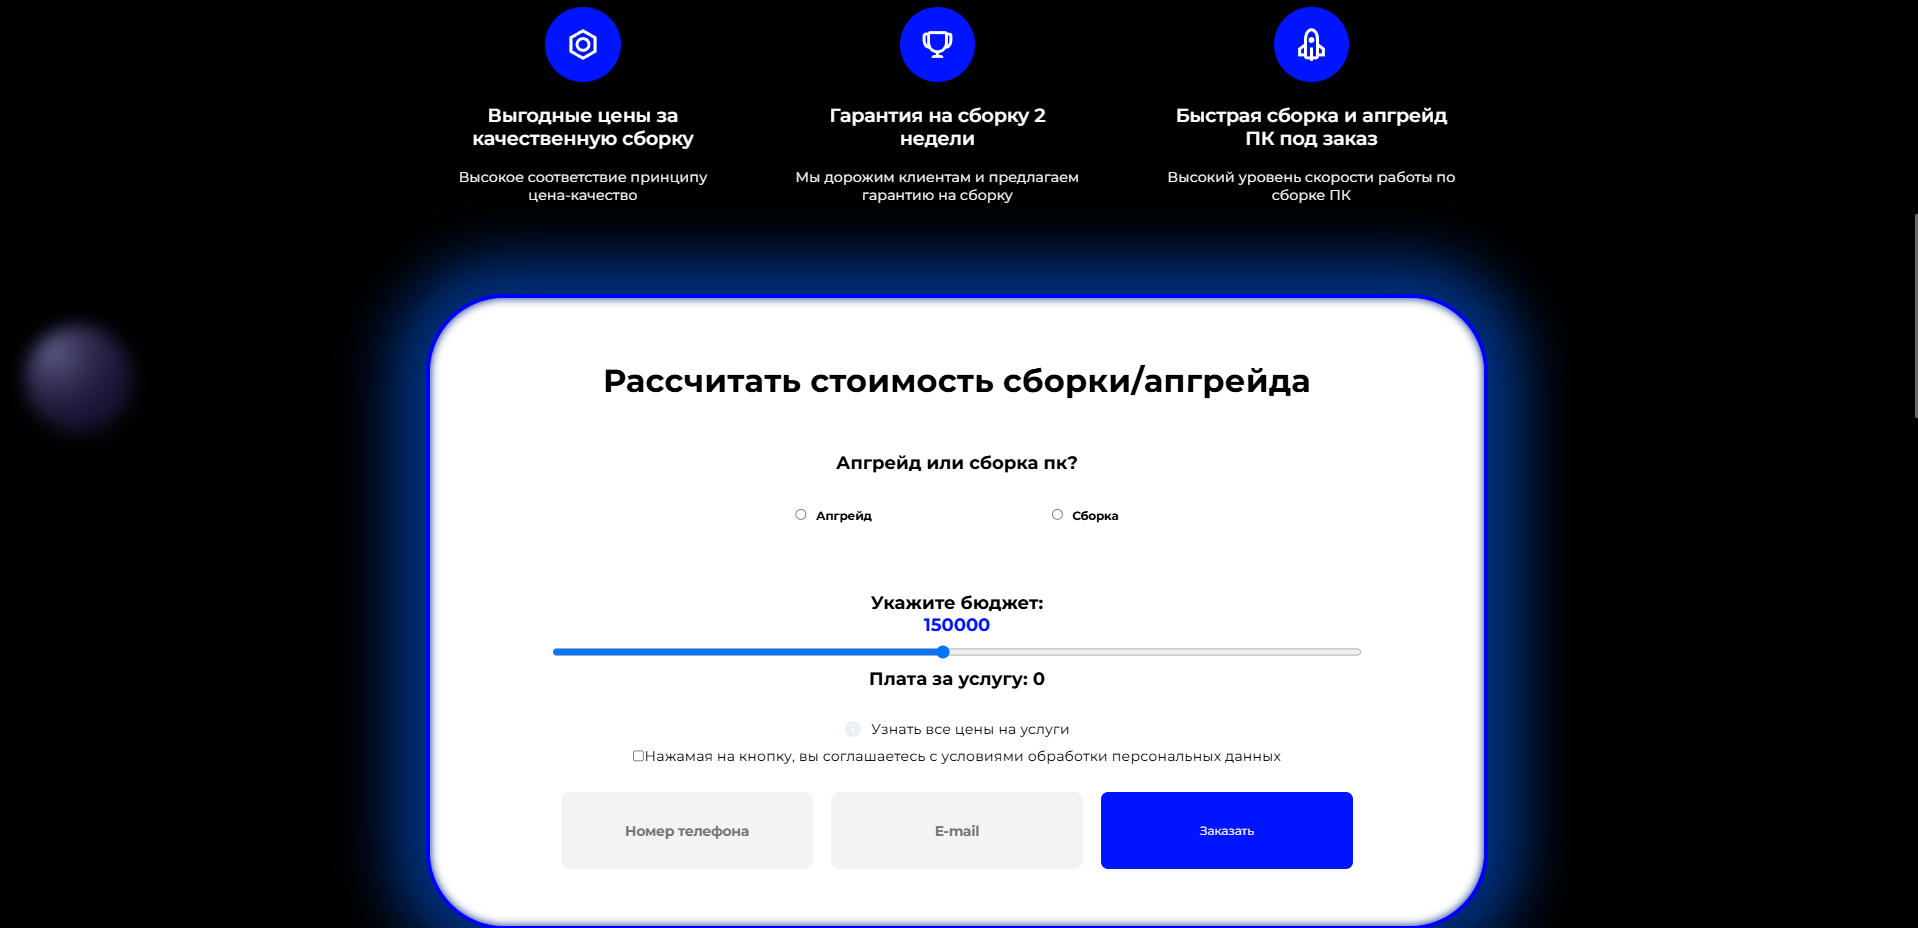 Выгодные цены за
качественную сборку
Высокое соответствие принципу
цена-качество
Гарантия на сборку 2
недели
Мы дорожим клиентам и предлагаем
гарантию на сборку
Быстрая сборка и апгрейд
ПК под заказ
Высокий уровень скорости работы по
сборке ПК
Рассчитать стоимость сборки/апгрейда
Апгрейд или сборка пк?
Апгрейд
Сборка
Укажите бюджет:
150000
Плата за услугу: 0
Узнать все цены на услуги
Нажамая на кнопку, вы соглашаетесь с условиями обработки персональных данных
Номер телефона
E-mail
Заказать